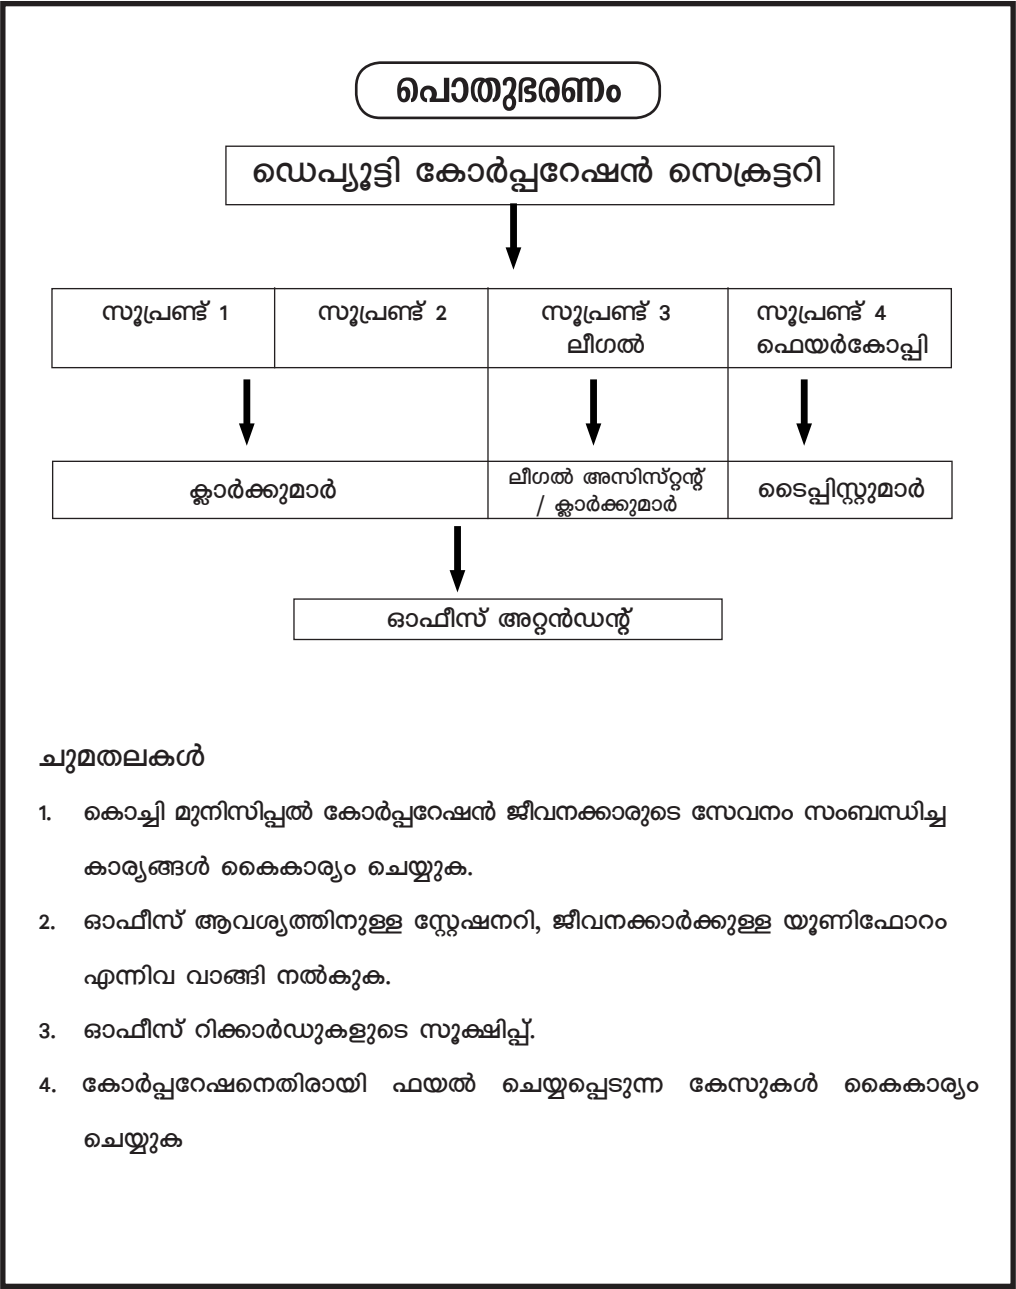 പൊതുഭരണം
ഡെപ്യൂട്ടി കോർപ്പറേഷൻ സെക്രട്ടറി
സൂപ്രണ്ട് 1
സൂപ്രണ്ട് 2
സൂപ്രണ്ട് 3
ലീഗൽ
സൂപ്രണ്ട് 4
ഫെയർകോപ്പി
ക്ലാർക്കുമാർ
ലീഗൽ അസിസ്റ്റന്റ്
/ ക്ലാർക്കുമാർ
ടൈപ്പിസ്റ്റുമാർ
ഓഫീസ് അറ്റൻഡന്റ്
ചുമതലകൾ
1. കൊച്ചി മുനിസിപ്പൽ കോർപ്പറേഷൻ ജീവനക്കാരുടെ സേവനം സംബന്ധിച്ച
കാര്യങ്ങൾ കൈകാര്യം ചെയ്യുക.
2. ഓഫീസ് ആവശ്യത്തിനുള്ള സ്റ്റേഷനറി, ജീവനക്കാർക്കുള്ള യൂണിഫോറം
എന്നിവ വാങ്ങി നൽകുക.
3. ഓഫീസ് റിക്കാർഡുകളുടെ സൂക്ഷിപ്പ്.
4. കോർപ്പറേഷനെതിരായി ഫയൽ ചെയ്യപ്പെടുന്ന കേസുകൾ കൈകാര്യം
ചെയ്യുക